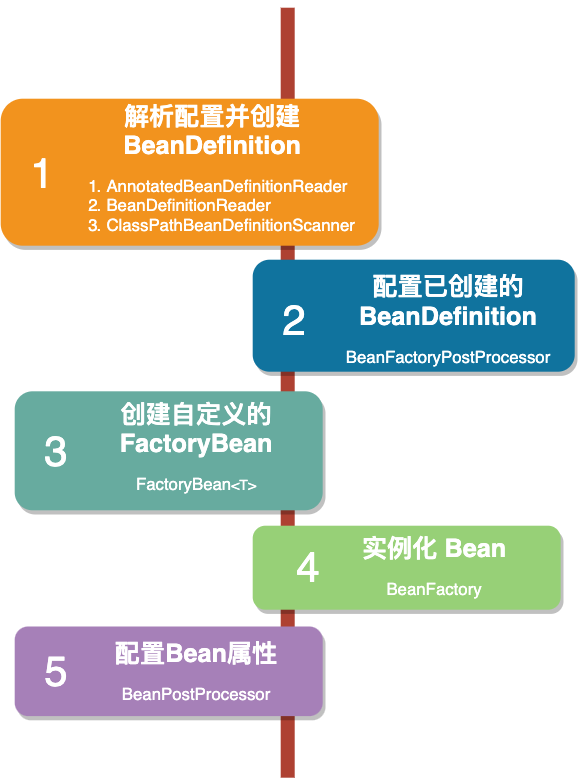 1
解析配置并创建
BeanDefinition
1. AnnotatedBeanDefinitionReader
2. BeanDefinitionReader
3. ClassPathBeanDefinitionScanner
2
配置已创建的
BeanDefinition
BeanFactoryPostProcessor
3
创建自定义的
FactoryBean
FactoryBean<T>
4
实例化 Bean
BeanFactory
5
配置Bean属性
BeanPostProcessor